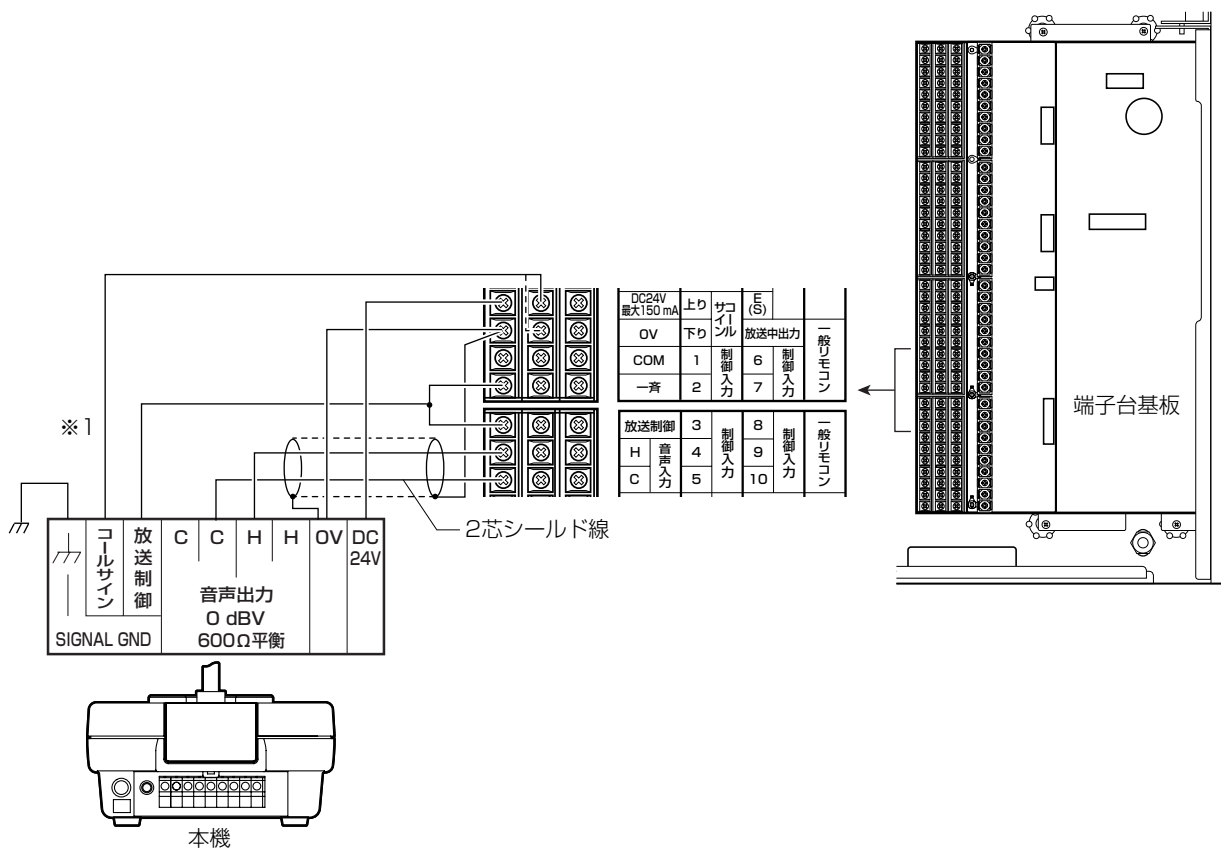 DC24V
最大150 mA
上り
コール
サイン
E
(S)
0V
下り
放送中出力
一般リモコン
COM
1
制御入力
6
制御入力
一斉
2
7
放送制御
3
制御入力
8
制御入力
一般リモコン
H
音声入力
4
9
C
5
10
端子台基板
※1
2芯シールド線
コールサイン
放送制御
C
C
H
H
0V
DC
24V
音声出力
0 dBV
600Ω平衡
SIGNAL GND
本機